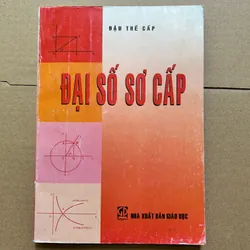 ĐẬU THẾ CẤP
ĐẠI SỐ SƠ CẤP
NHÀ XUẤT BẢN GIÁO DỤC